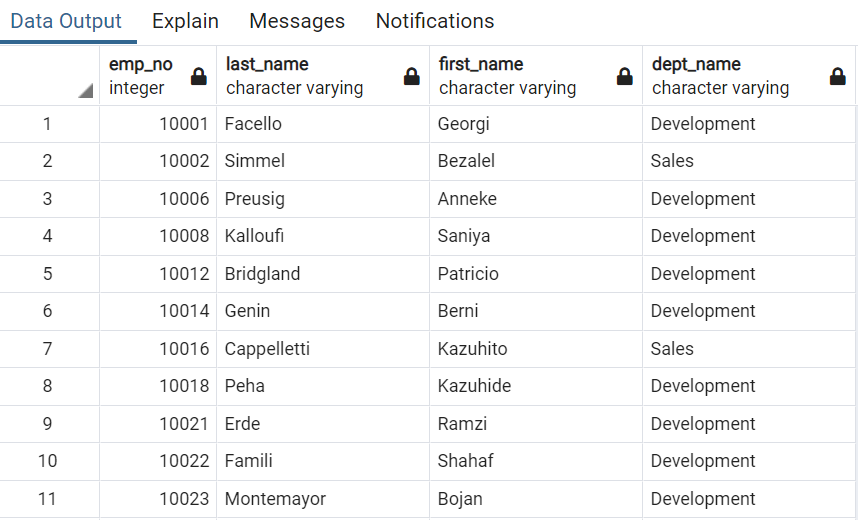 Data Output Explain Messages Notifications
emp_no last_name first_name dept_name
integer character varying character varying character varying
1 10001 Facello Georgi Development
2 10002 Simmel Bezalel Sales
3 10006 Preusig Anneke Development
4 10008 Kalloufi Saniya Development
5 10012 Bridgland Patricio Development
6 10014 Genin Berni Development
7 10016 Cappelletti Kazuhito Sales
8 10018 Peha Kazuhide Development
9 10021 Erde Ramzi Development
10 10022 Famili Shahaf Development
11 10023 Montemayor Bojan Development